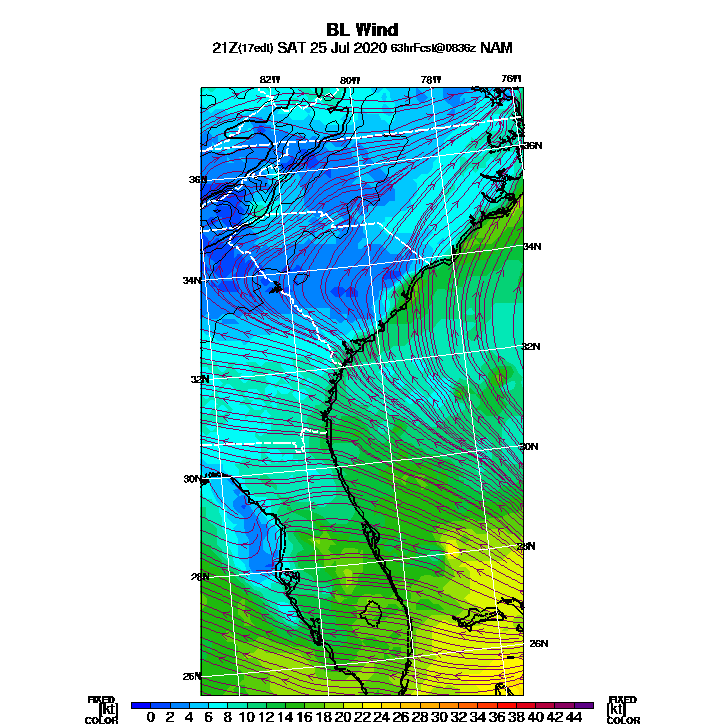 BL Wind
21Z(17edt) SAT 25 Jul 2020 63hrFcst@0836z NAM
82W 80W 78W 76W
36N
36N
34N
34N
32N
32N
30N
30N
28N
28N
26N
26N
FIXED FIXED
[kt] 0 2 4 6 8 10 12 14 16 18 20 22 24 26 28 30 32 34 36 38 40 42 44 [kt]
COLOR COLOR